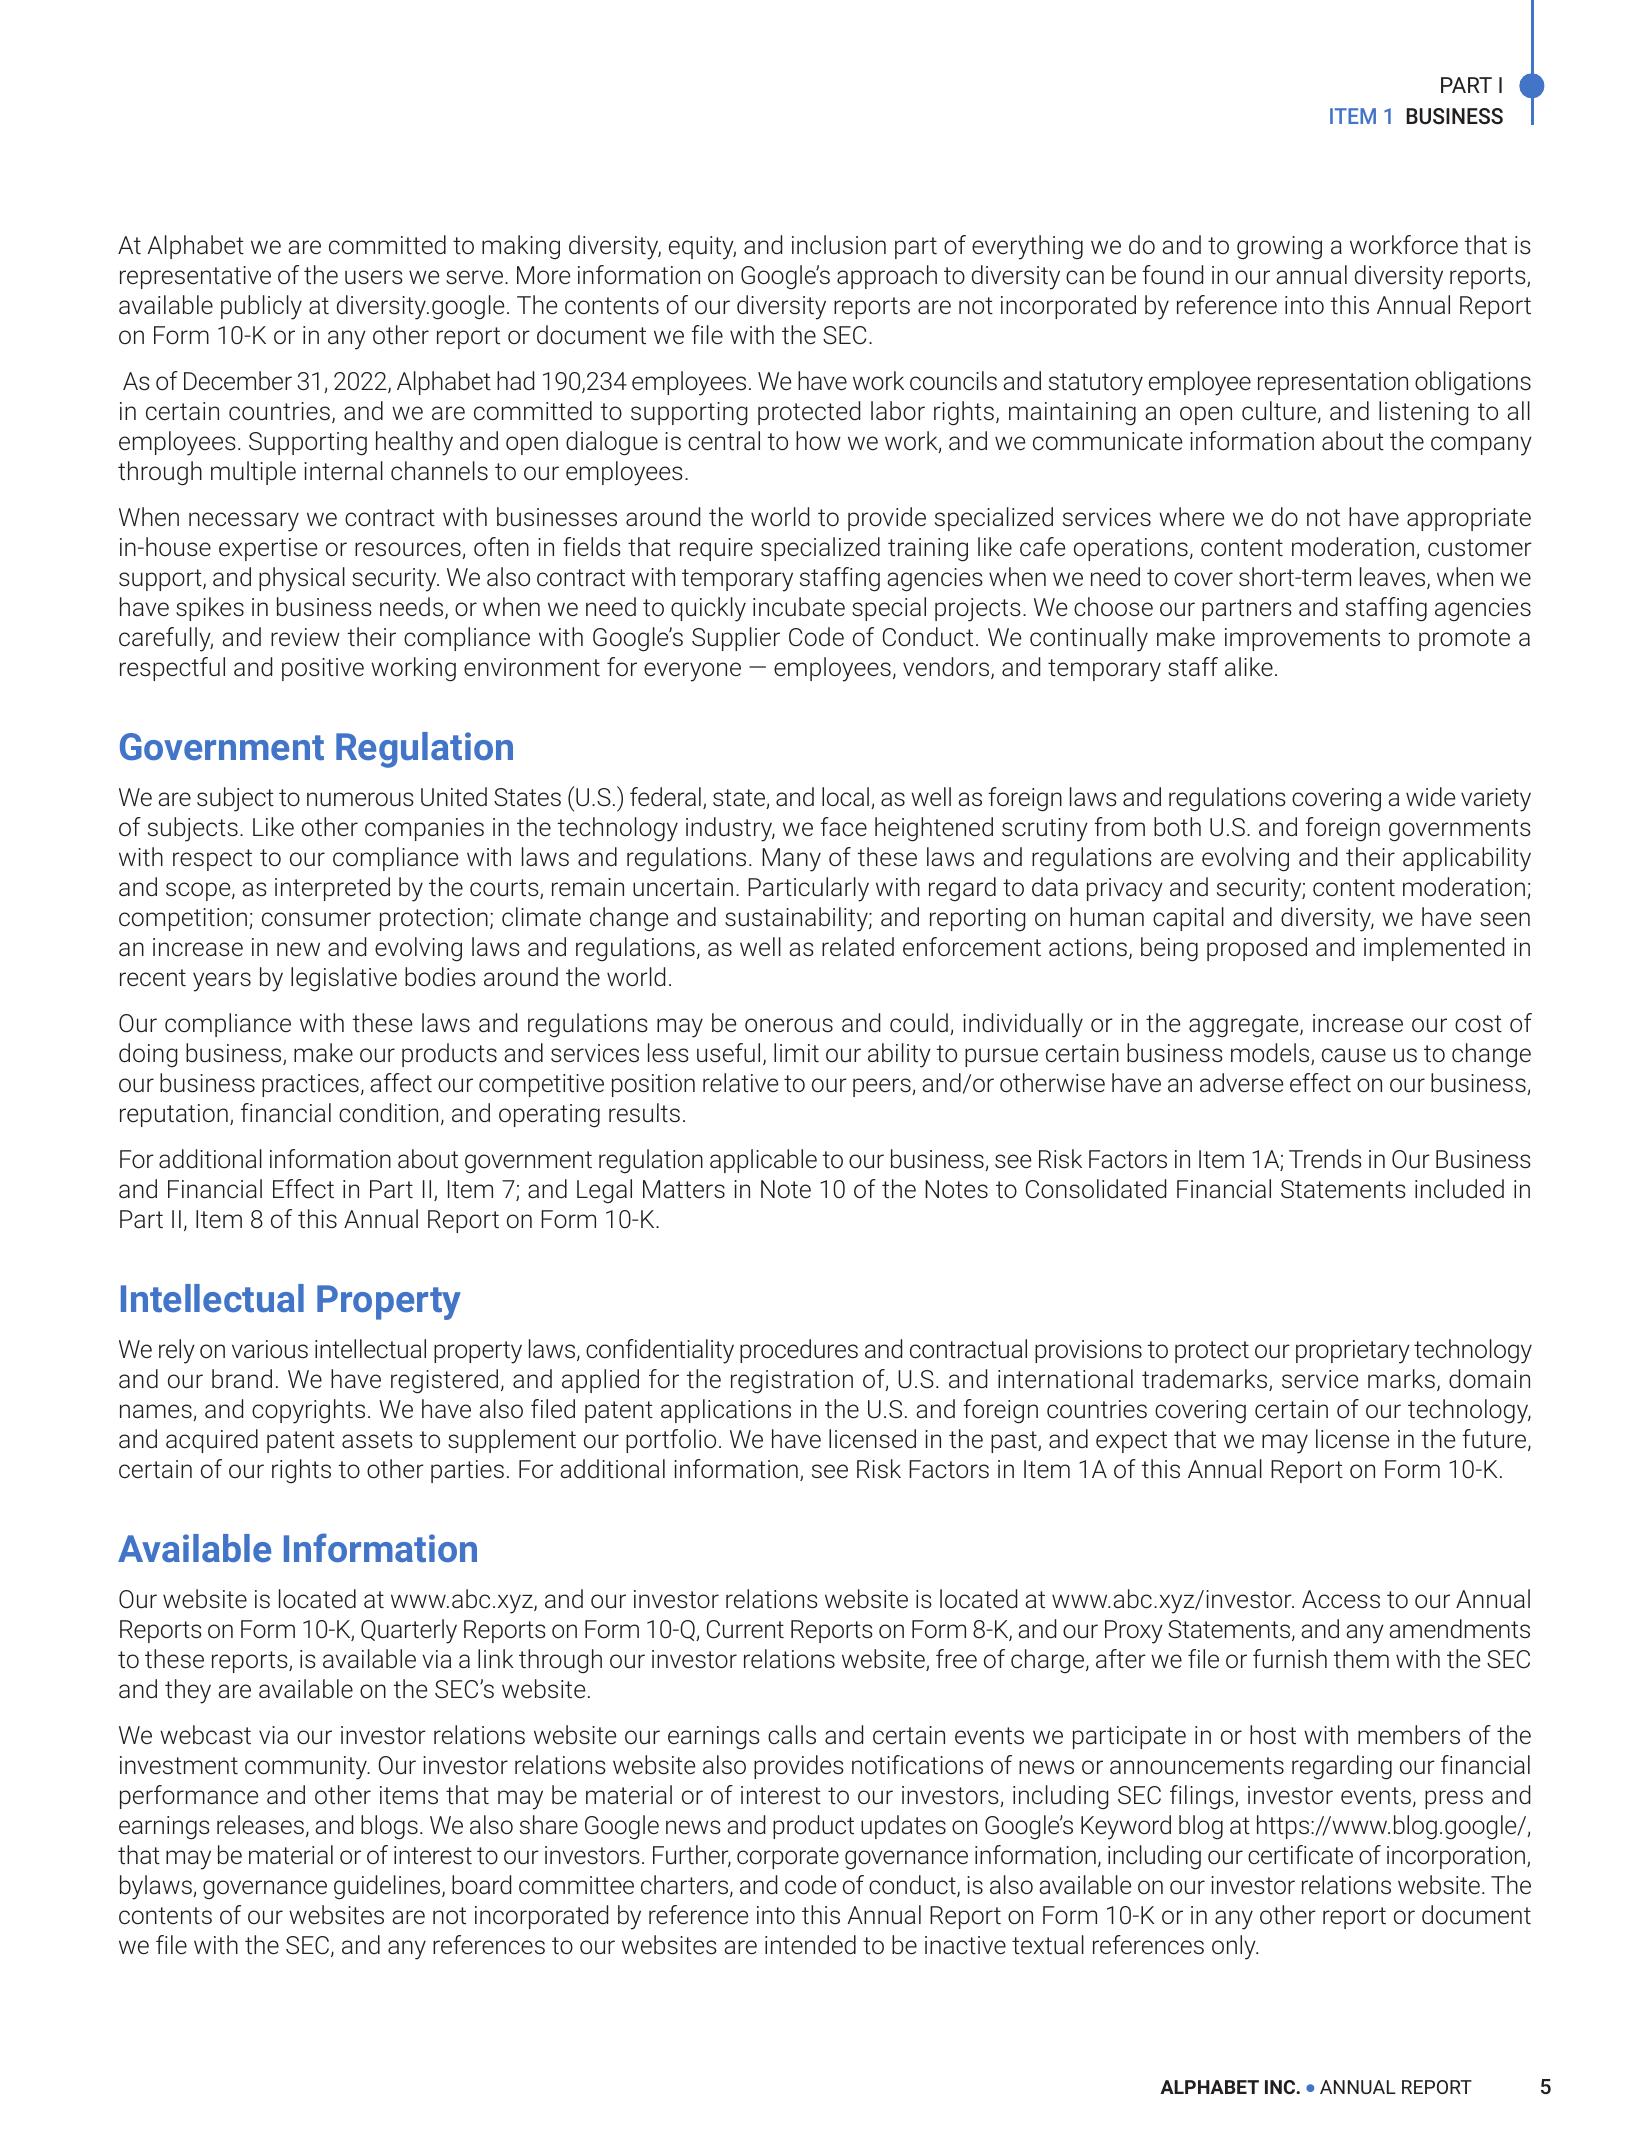 PART I
ITEM 1 BUSINESS
At Alphabet we are committed to making diversity, equity, and inclusion part of everything we do and to growing a workforce that is
representative of the users we serve. More information on Google’s approach to diversity can be found in our annual diversity reports,
available publicly at diversity.google. The contents of our diversity reports are not incorporated by reference into this Annual Report
on Form 10-K or in any other report or document we file with the SEC.
As of December 31, 2022, Alphabet had 190,234 employees. We have work councils and statutory employee representation obligations
in certain countries, and we are committed to supporting protected labor rights, maintaining an open culture, and listening to all
employees. Supporting healthy and open dialogue is central to how we work, and we communicate information about the company
through multiple internal channels to our employees.
When necessary we contract with businesses around the world to provide specialized services where we do not have appropriate
in-house expertise or resources, often in fields that require specialized training like cafe operations, content moderation, customer
support, and physical security. We also contract with temporary staffing agencies when we need to cover short-term leaves, when we
have spikes in business needs, or when we need to quickly incubate special projects. We choose our partners and staffing agencies
carefully, and review their compliance with Google’s Supplier Code of Conduct. We continually make improvements to promote a
respectful and positive working environment for everyone — employees, vendors, and temporary staff alike.
Government Regulation
We are subject to numerous United States (U.S.) federal, state, and local, as well as foreign laws and regulations covering a wide variety
of subjects. Like other companies in the technology industry, we face heightened scrutiny from both U.S. and foreign governments
with respect to our compliance with laws and regulations. Many of these laws and regulations are evolving and their applicability
and scope, as interpreted by the courts, remain uncertain. Particularly with regard to data privacy and security; content moderation;
competition; consumer protection; climate change and sustainability; and reporting on human capital and diversity, we have seen
an increase in new and evolving laws and regulations, as well as related enforcement actions, being proposed and implemented in
recent years by legislative bodies around the world.
Our compliance with these laws and regulations may be onerous and could, individually or in the aggregate, increase our cost of
doing business, make our products and services less useful, limit our ability to pursue certain business models, cause us to change
our business practices, affect our competitive position relative to our peers, and/or otherwise have an adverse effect on our business,
reputation, financial condition, and operating results.
For additional information about government regulation applicable to our business, see Risk Factors in Item 1A; Trends in Our Business
and Financial Effect in Part II, Item 7; and Legal Matters in Note 10 of the Notes to Consolidated Financial Statements included in
Part II, Item 8 of this Annual Report on Form 10-K.
Intellectual Property
We rely on various intellectual property laws, confidentiality procedures and contractual provisions to protect our proprietary technology
and our brand. We have registered, and applied for the registration of, U.S. and international trademarks, service marks, domain
names, and copyrights. We have also filed patent applications in the U.S. and foreign countries covering certain of our technology,
and acquired patent assets to supplement our portfolio. We have licensed in the past, and expect that we may license in the future,
certain of our rights to other parties. For additional information, see Risk Factors in Item 1A of this Annual Report on Form 10-K.
Available Information
Our website is located at www.abc.xyz, and our investor relations website is located at www.abc.xyz/investor. Access to our Annual
Reports on Form 10-K, Quarterly Reports on Form 10-Q, Current Reports on Form 8-K, and our Proxy Statements, and any amendments
to these reports, is available via a link through our investor relations website, free of charge, after we file or furnish them with the SEC
and they are available on the SEC’s website.
We webcast via our investor relations website our earnings calls and certain events we participate in or host with members of the
investment community. Our investor relations website also provides notifications of news or announcements regarding our financial
performance and other items that may be material or of interest to our investors, including SEC filings, investor events, press and
earnings releases, and blogs. We also share Google news and product updates on Google’s Keyword blog at https://www.blog.google/,
that may be material or of interest to our investors. Further, corporate governance information, including our certificate of incorporation,
bylaws, governance guidelines, board committee charters, and code of conduct, is also available on our investor relations website. The
contents of our websites are not incorporated by reference into this Annual Report on Form 10-K or in any other report or document
we file with the SEC, and any references to our websites are intended to be inactive textual references only.
ALPHABET INC. • ANNUAL REPORT 5